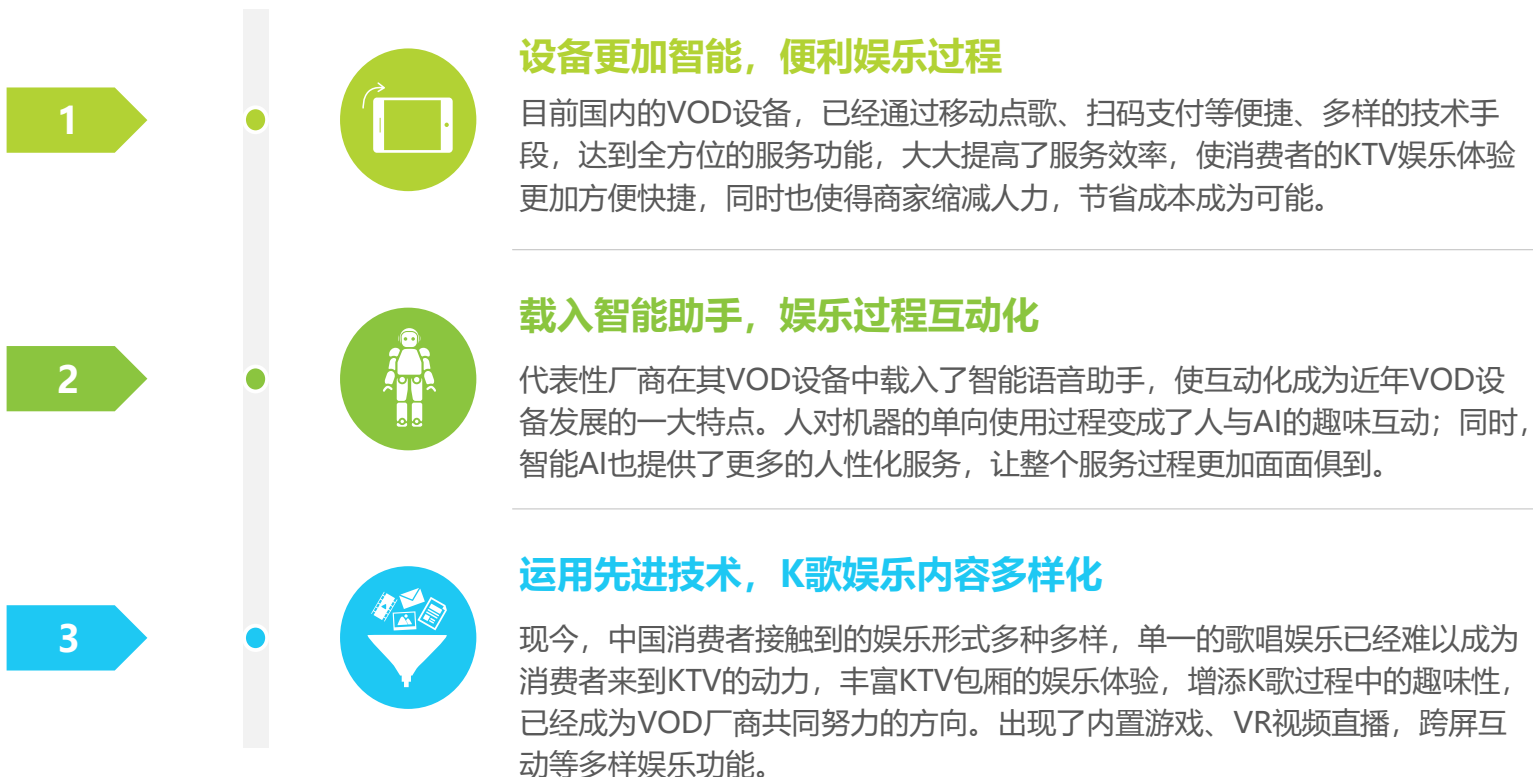 1
设备更加智能，便利娱乐过程
目前国内的VOD设备，已经通过移动点歌、扫码支付等便捷、多样的技术手
段，达到全方位的服务功能，大大提高了服务效率，使消费者的KTV娱乐体验
更加方便快捷，同时也使得商家缩减人力，节省成本成为可能。
2
载入智能助手，娱乐过程互动化
代表性厂商在其VOD设备中载入了智能语音助手，使互动化成为近年VOD设
备发展的一大特点。人对机器的单向使用过程变成了人与AI的趣味互动；同时，
智能AI也提供了更多的人性化服务，让整个服务过程更加面面俱到。
3
运用先进技术，K歌娱乐内容多样化
现今，中国消费者接触到的娱乐形式多种多样，单一的歌唱娱乐已经难以成为
消费者来到KTV的动力，丰富KTV包厢的娱乐体验，增添K歌过程中的趣味性，
已经成为VOD厂商共同努力的方向。出现了内置游戏、VR视频直播，跨屏互
动等多样娱乐功能。